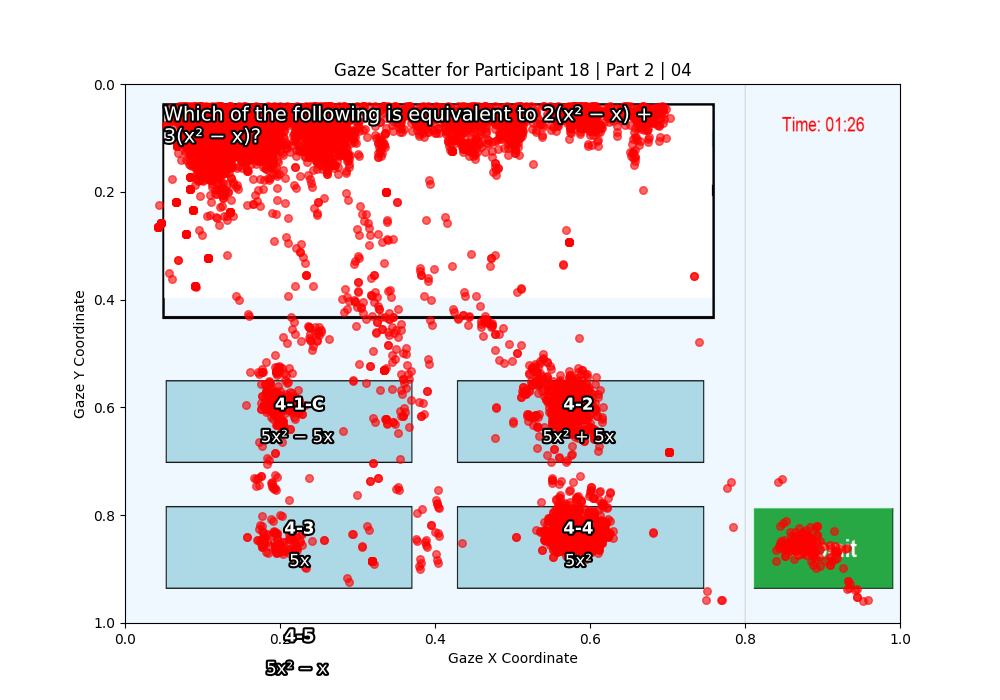 Gaze Scatter for Participant 18 | Part 2 | 04
Which of the following is equivalent to 2(x² − x) +
3(x² − x)?
Time: 01:26
Gaze Y Coordinate
0.0
0.2
0.4
0.6
0.8
1.0
4-1-C
5x² − 5x
4-2
5x² + 5x
4-3
5x
4-4
5x²
0.0
0.4
0.6
0.8
1.0
4-5
5x² − x
Gaze X Coordinate